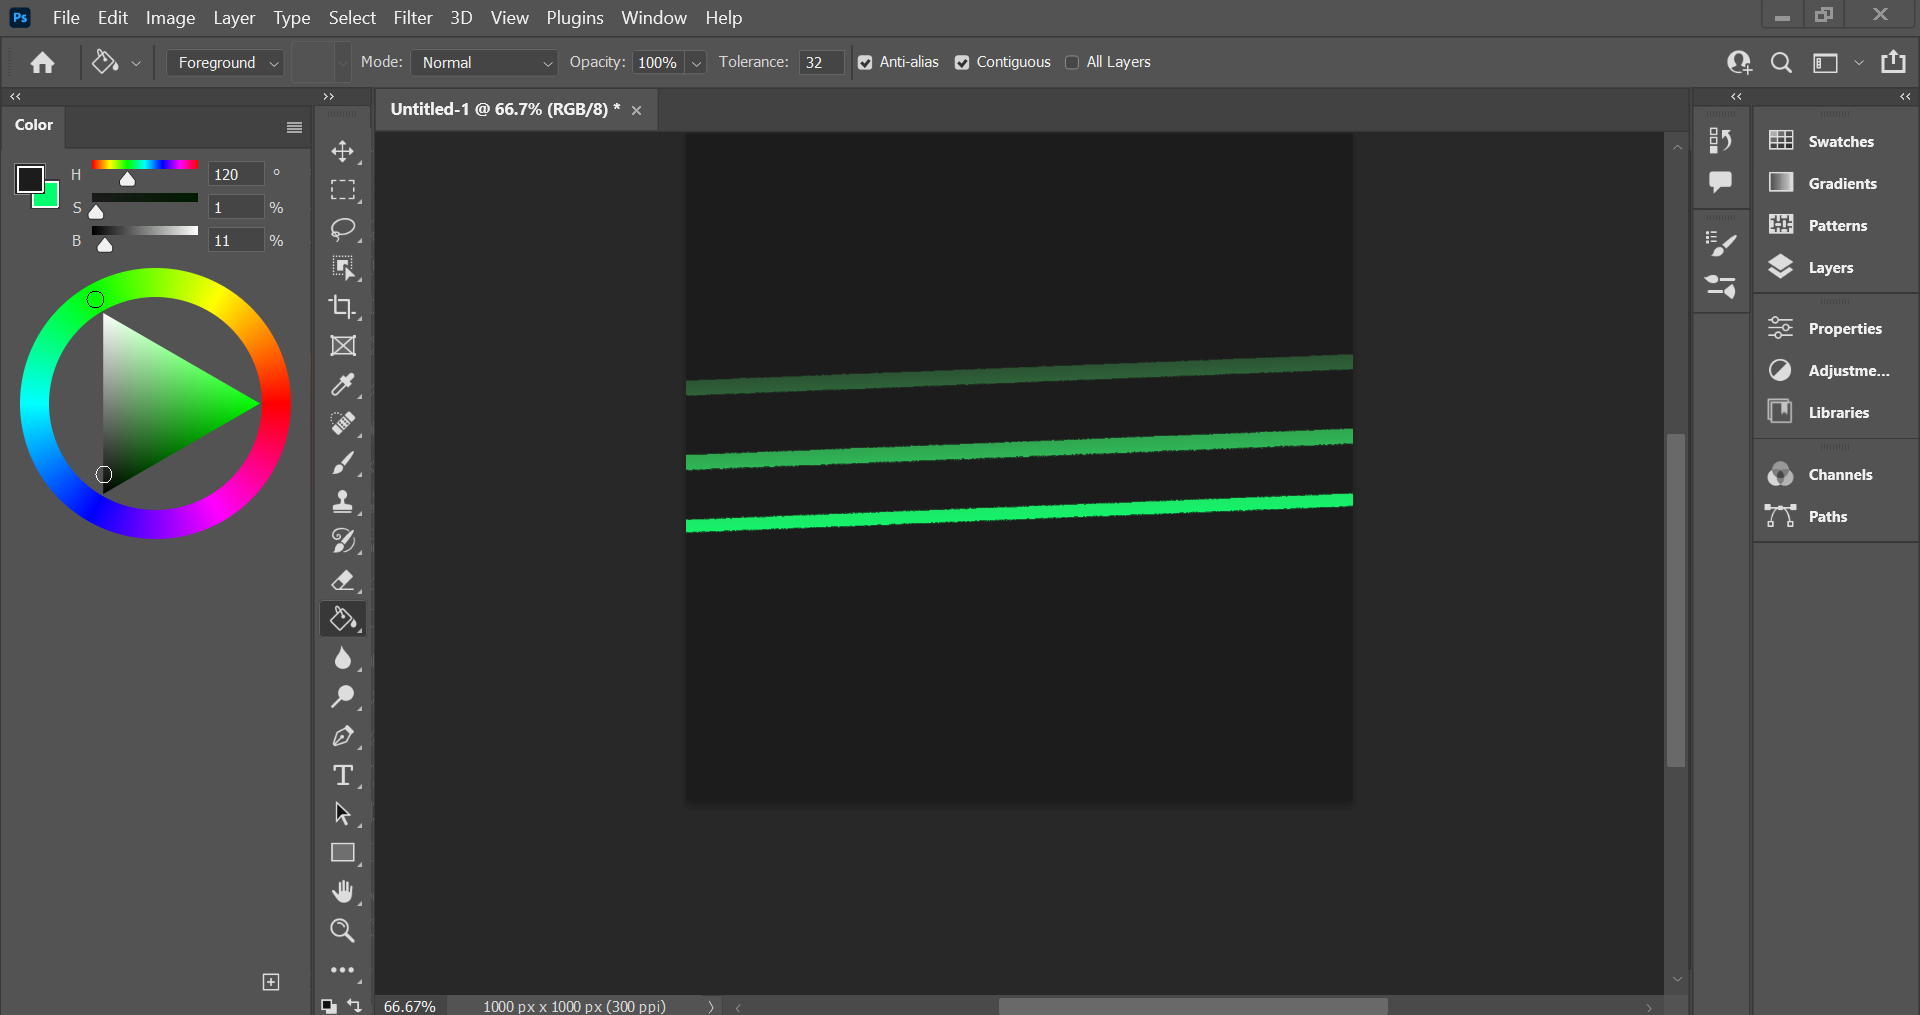 Ps File Edit Image Layer Type Select Filter 3D View Plugins Window Help
Foreground Mode: Normal Opacity: 100% Tolerance: 32 Anti-alias Contiguous All Layers
Untitled-1 @ 66.7% (RGB/8) *
Color
H 120 °
S 1 %
B 11 %
Swatches
Gradients
Patterns
Layers
Properties
Adjustme...
Libraries
Channels
Paths
66.67% 1000 px x 1000 px (300 ppi)